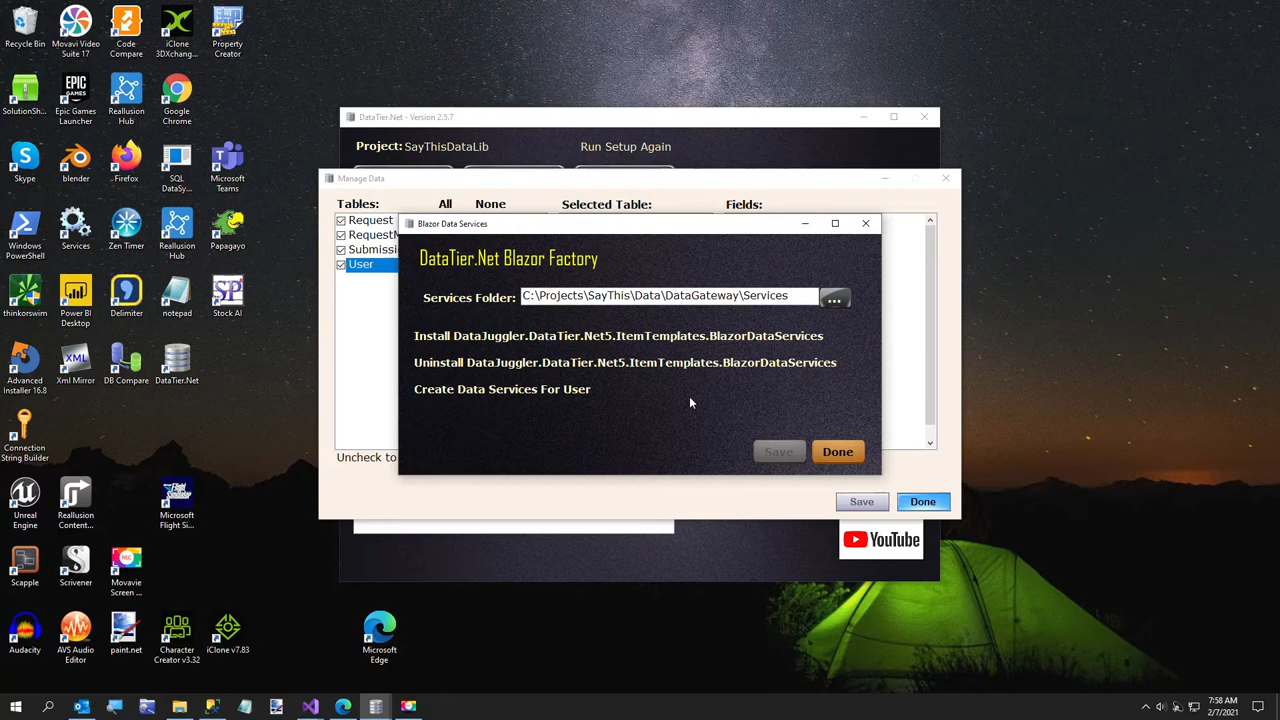 Recycle Bin
Movavi Video
Suite 17
Code
Compare
iClone
3DXchang...
Property
Creator
SolutionSh...
EPIC
GAMES
Epic Games
Launcher
Reallusion
Hub
Google
Chrome
Skype
blender
Firefox
SQL
DataSy...
Microsoft
Teams
Windows
PowerShell
Services
Zen Timer
Reallusion
Hub
Papagayo
thinkorswim
Power BI
Desktop
Delimiter
notepad
SP
Stock AI
Advanced
Installer 16.8
Xml Mirror
DB Compare
DataTier.Net
Connection
String Builder
Unreal
Engine
Reallusion
Content...
Microsoft
Flight Si...
Scapple
Scrivener
REC
Movavie
Screen ...
Audacity
AVS Audio
Editor
paint.net
Character
Creator v3.32
iClone v7.83
Microsoft
Edge
DataTier.Net - Version 2.5.7
Project: SayThisDataLib
Run Setup Again
Manage Data
Tables: All None Selected Table: Fields:
Request
RequestM
Submissi
User
Uncheck to
Save
Done
Blazor Data Services
DataTier.Net Blazor Factory
Services Folder: C:\Projects\SayThis\Data\DataGateway\Services
...
Install DataJuggler.DataTier.Net5.ItemTemplates.BlazorDataServices
Uninstall DataJuggler.DataTier.Net5.ItemTemplates.BlazorDataServices
Create Data Services For User
Save
Done
YouTube
7:58 AM
2/7/2021